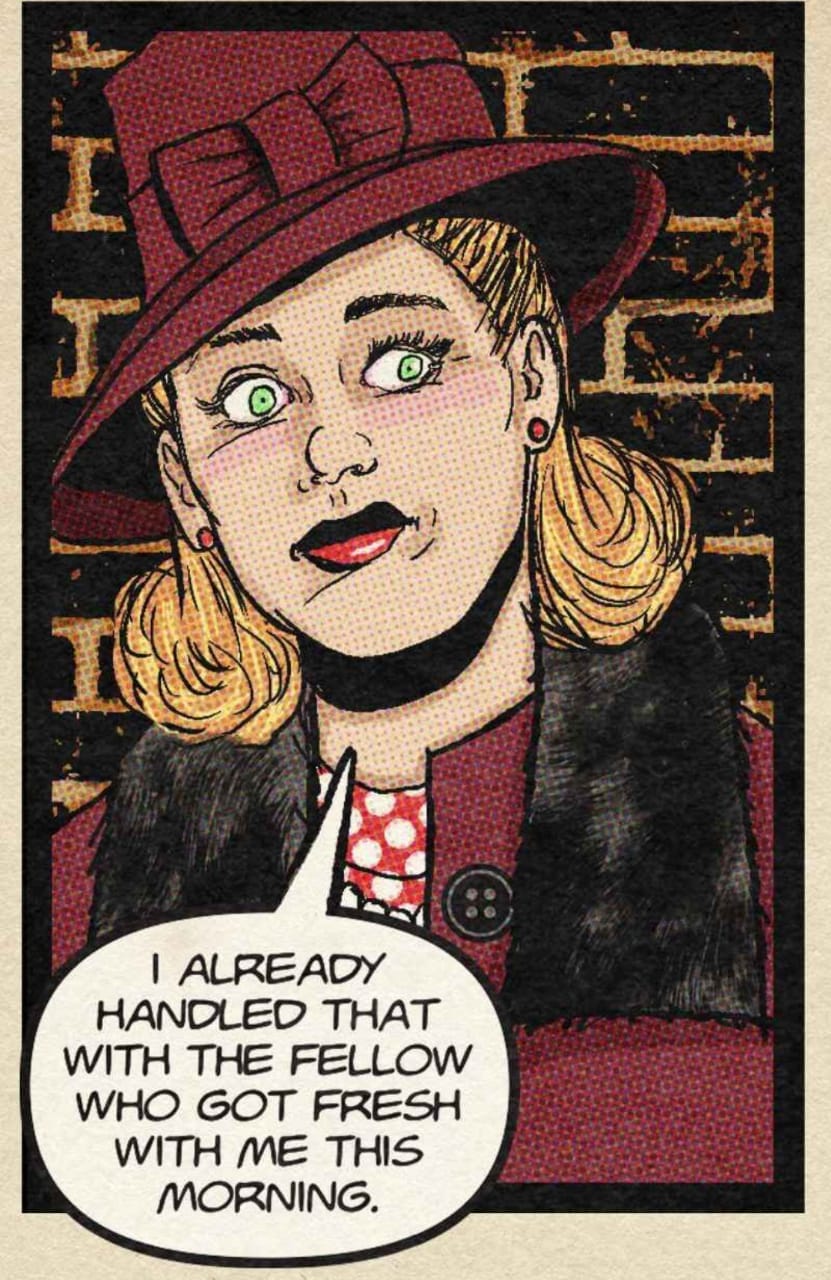 I ALREADY
HANDLED THAT
WITH THE FELLOW
WHO GOT FRESH
WITH ME THIS
MORNING.